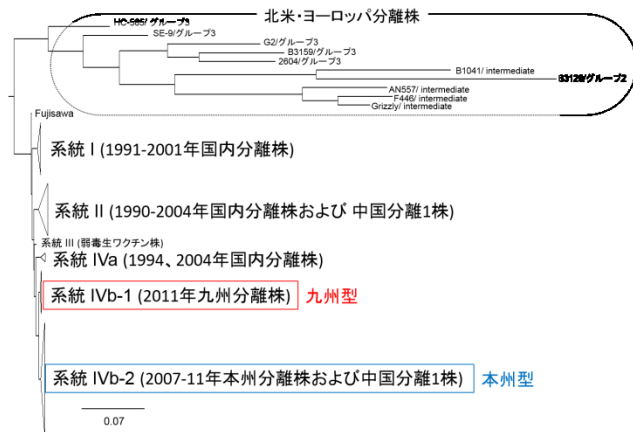 北米・ヨーロッパ分離株
HC-585/グループ3
SE-9/グループ3
G2/グループ3
B3159/グループ3
2604/グループ3
B1041/ intermediate
83129/グループ2
AN557/ intermediate
F446/ intermediate
Grizzly/ intermediate
Fujisawa
系統 I (1991-2001年国内分離株)
系統 II (1990-2004年国内分離株および 中国分離1株)
系統 III (弱毒生ワクチン株)
系統 IVa (1994、2004年国内分離株)
系統 IVb-1 (2011年九州分離株) 九州型
系統 IVb-2 (2007-11年本州分離株および中国分離1株) 本州型
0.07